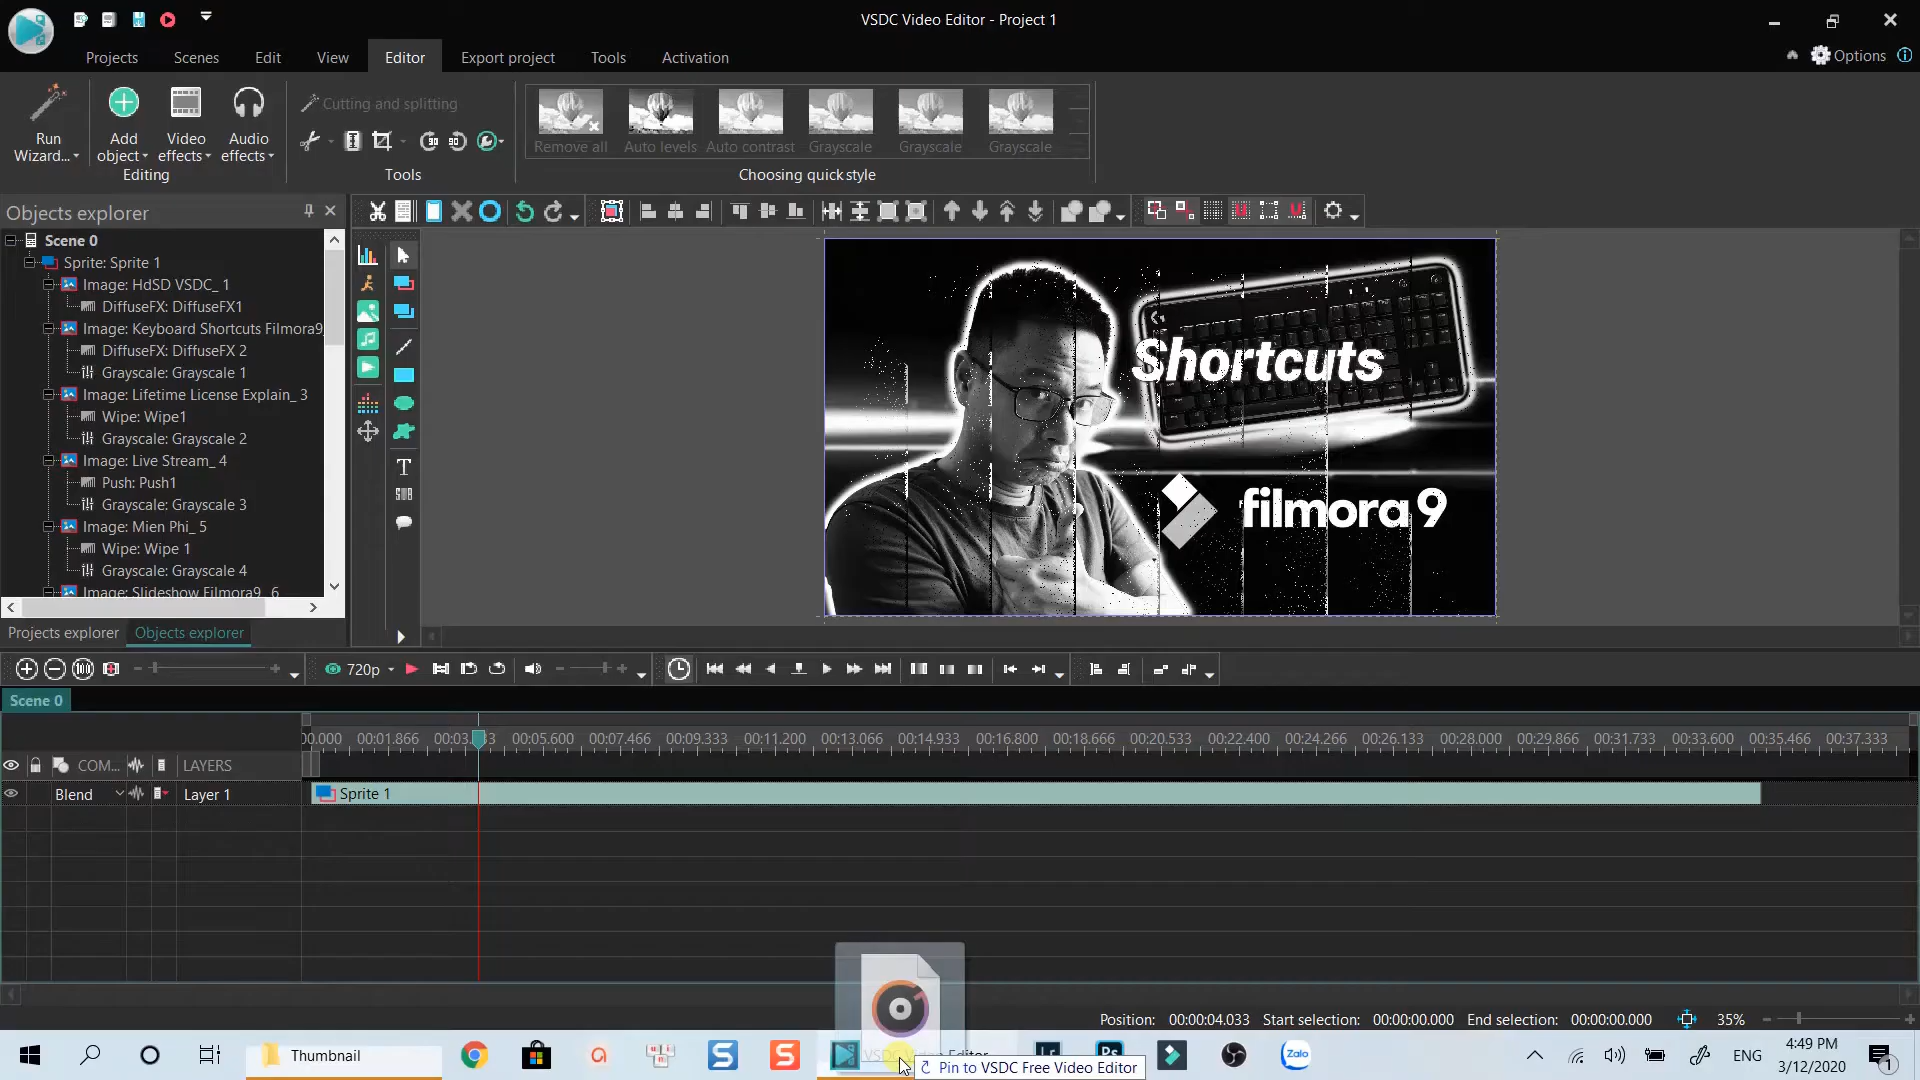 VSDC Video Editor - Project 1
Projects
Scenes
Edit
View
Editor
Export project
Tools
Activation
Options
Run Wizard...
Add object
Video effects
Audio effects
Editing
Cutting and splitting
Tools
Remove all
Auto levels
Auto contrast
Grayscale
Grayscale
Grayscale
Choosing quick style
Objects explorer
Scene 0
Sprite: Sprite 1
Image: HdSD VSDC_ 1
DiffuseFX: DiffuseFX1
Image: Keyboard Shortcuts Filmora9
DiffuseFX: DiffuseFX 2
Grayscale: Grayscale 1
Image: Lifetime License Explain_ 3
Wipe: Wipe1
Grayscale: Grayscale 2
Image: Live Stream_ 4
Push: Push1
Grayscale: Grayscale 3
Image: Mien Phi_ 5
Wipe: Wipe 1
Grayscale: Grayscale 4
Image: Slideshow Filmora9_ 6
Projects explorer
Objects explorer
Shortcuts
filmora9
720p
Scene 0
00:01.866
00:05.600
00:07.466
00:09.333
00:11.200
00:13.066
00:14.933
00:16.800
00:18.666
00:20.533
00:22.400
00:24.266
00:26.133
00:28.000
00:29.866
00:31.733
00:33.600
00:35.466
00:37.333
COM...
LAYERS
Blend
Layer 1
Sprite 1
Position: 00:00:04.033
Start selection: 00:00:00.000
End selection: 00:00:00.000
35%
Thumbnail
VSDC Video Editor
Pin to VSDC Free Video Editor
Zalo
ENG
4:49 PM
3/12/2020
1